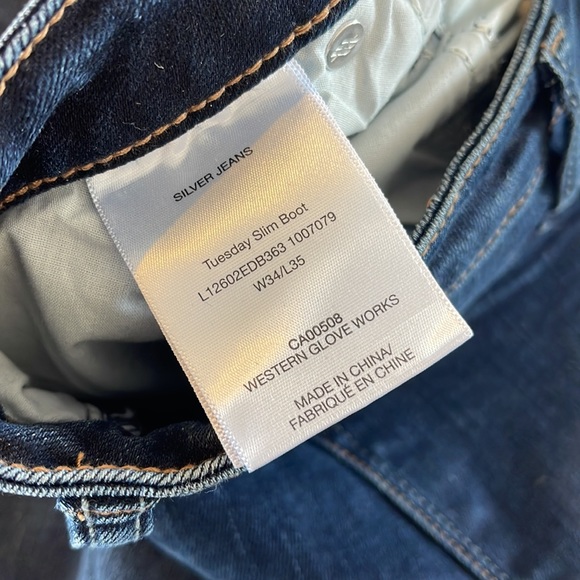 SILVER JEANS
Tuesday Slim Boot
L12602EDB363 1007079
W34/L35
CA00508
WESTERN GLOVE WORKS
MADE IN CHINA/
FABRIQUÉ EN CHINE